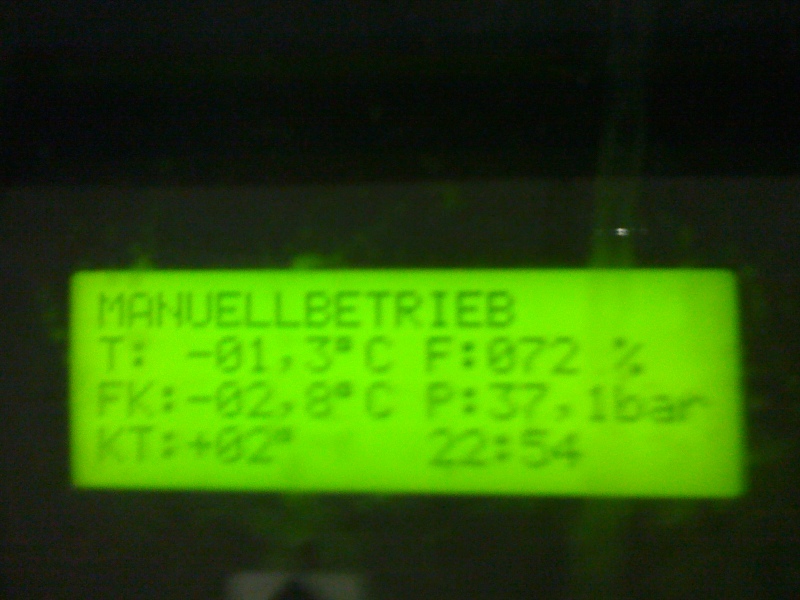 MANUELLBETRIEB
T: -01,3°C F:072 %
FK:-02,8°C P:37,1bar
KT:+02° 22:54